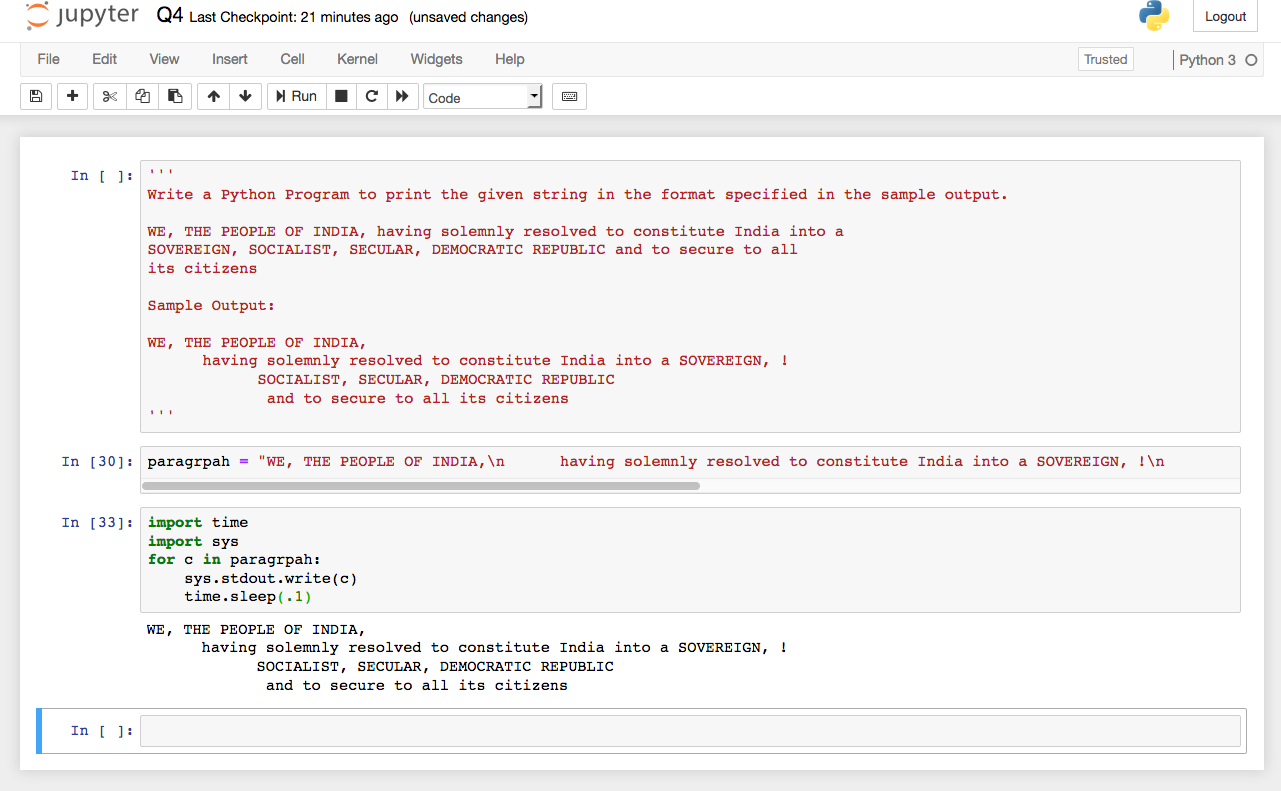 jupyter Q4 Last Checkpoint: 21 minutes ago (unsaved changes) Logout
File Edit View Insert Cell Kernel Widgets Help Trusted Python 3
Run Code
In [ ]: '''
Write a Python Program to print the given string in the format specified in the sample output.
WE, THE PEOPLE OF INDIA, having solemnly resolved to constitute India into a
SOVEREIGN, SOCIALIST, SECULAR, DEMOCRATIC REPUBLIC and to secure to all
its citizens
Sample Output:
WE, THE PEOPLE OF INDIA,
having solemnly resolved to constitute India into a SOVEREIGN, !
SOCIALIST, SECULAR, DEMOCRATIC REPUBLIC
and to secure to all its citizens
'''
In [30]: paragrpah = "WE, THE PEOPLE OF INDIA,\n      having solemnly resolved to constitute India into a SOVEREIGN, !\n
In [33]: import time
import sys
for c in paragrpah:
    sys.stdout.write(c)
    time.sleep(.1)
WE, THE PEOPLE OF INDIA,
having solemnly resolved to constitute India into a SOVEREIGN, !
SOCIALIST, SECULAR, DEMOCRATIC REPUBLIC
and to secure to all its citizens
In [ ]: